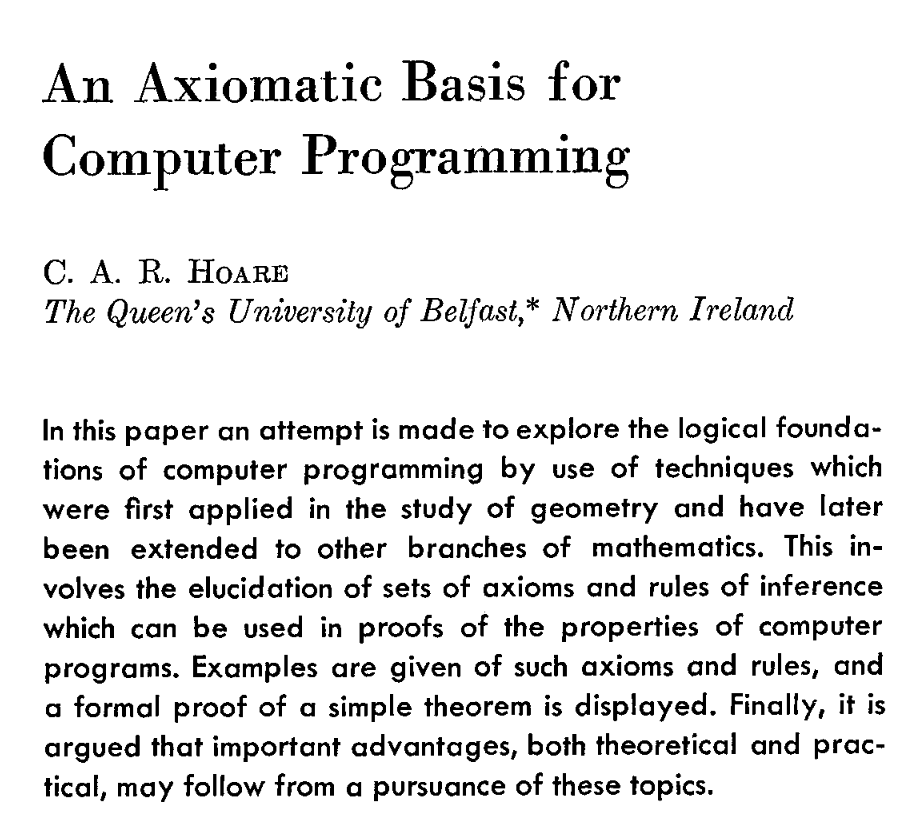 An Axiomatic Basis for
Computer Programming
C. A. R. HOARE
The Queen's University of Belfast,* Northern Ireland
In this paper an attempt is made to explore the logical founda-
tions of computer programming by use of techniques which
were first applied in the study of geometry and have later
been extended to other branches of mathematics. This in-
volves the elucidation of sets of axioms and rules of inference
which can be used in proofs of the properties of computer
programs. Examples are given of such axioms and rules, and
a formal proof of a simple theorem is displayed. Finally, it is
argued that important advantages, both theoretical and prac-
tical, may follow from a pursuance of these topics.